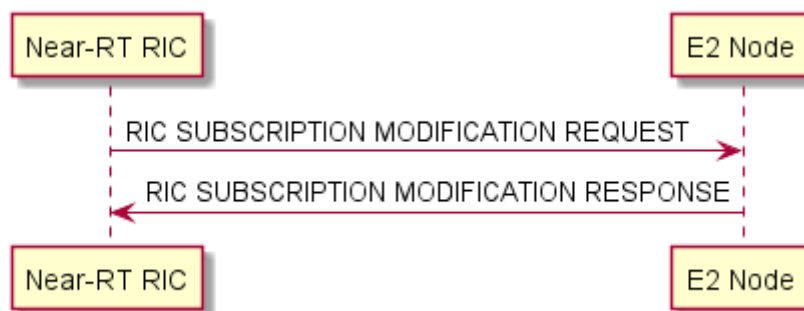 Near-RT RIC
E2 Node
RIC SUBSCRIPTION MODIFICATION REQUEST
RIC SUBSCRIPTION MODIFICATION RESPONSE
Near-RT RIC
E2 Node